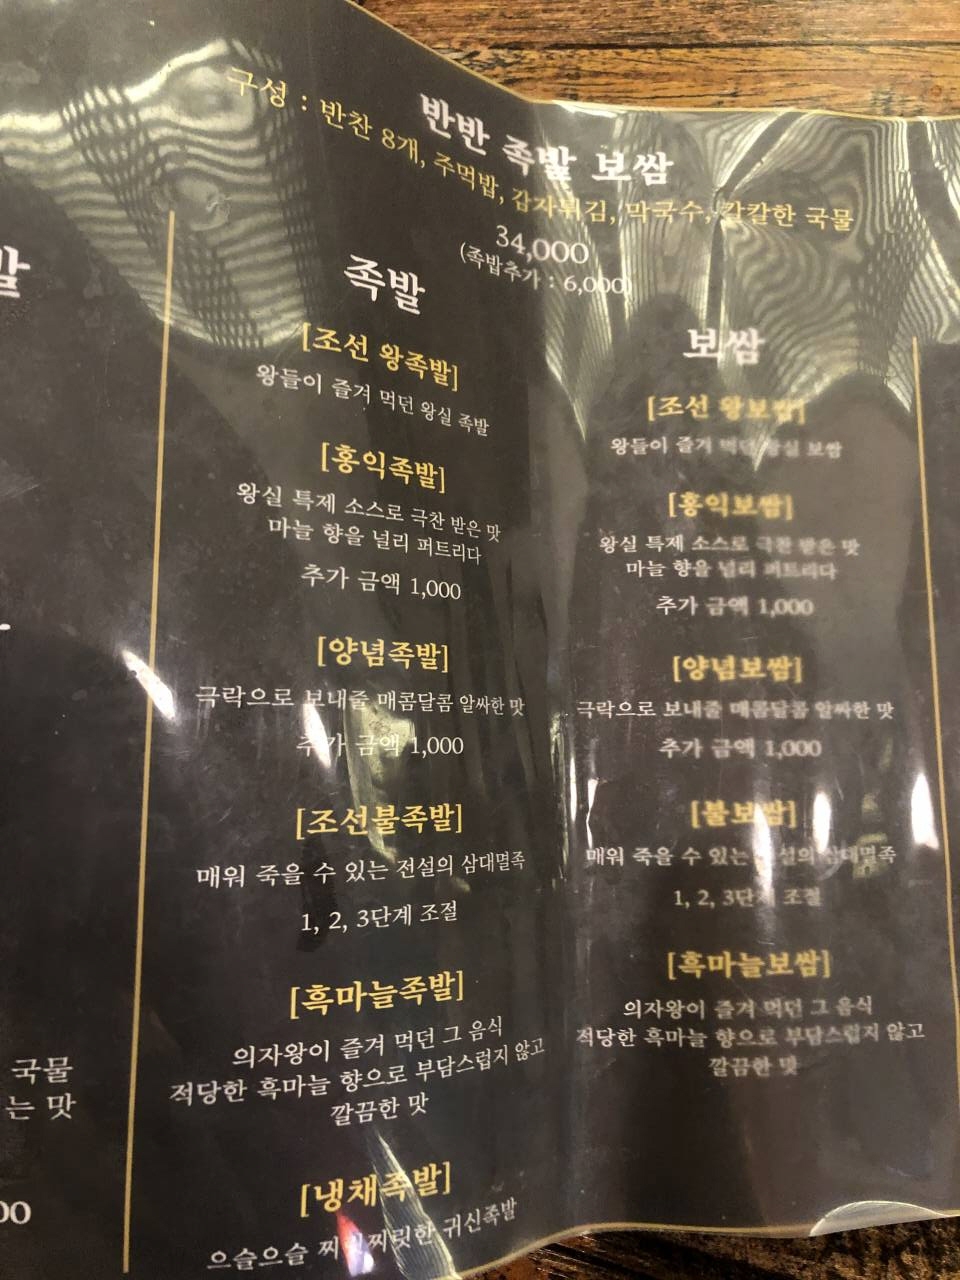 반반 족발 보쌈
구성 : 반찬 8개, 주먹밥, 감자튀김, 막국수, 칼칼한 국물
34,000
(족밥추가 : 6,000)
발
국물
는 맛
00
족발
[조선 왕족발]
왕들이 즐겨 먹던 왕실 족발
[홍익족발]
왕실 특제 소스로 극찬 받은 맛
마늘 향을 널리 퍼트리다
추가 금액 1,000
[양념족발]
극락으로 보내줄 매콤달콤 알싸한 맛
추가 금액 1,000
[조선불족발]
매워 죽을 수 있는 전설의 삼대멸족
1, 2, 3단계 조절
[흑마늘족발]
의자왕이 즐겨 먹던 그 음식
적당한 흑마늘 향으로 부담스럽지 않고
깔끔한 맛
[냉채족발]
으슬으슬 찌릿찌릿한 귀신족발
보쌈
[조선 왕보쌈]
왕들이 즐겨 먹던 왕실 보쌈
[홍익보쌈]
왕실 특제 소스로 극찬 받은 맛
마늘 향을 널리 퍼트리다
추가 금액 1,000
[양념보쌈]
극락으로 보내줄 매콤달콤 알싸한 맛
추가 금액 1,000
[불보쌈]
매워 죽을 수 있는 전설의 삼대멸족
1, 2, 3단계 조절
[흑마늘보쌈]
의자왕이 즐겨 먹던 그 음식
적당한 흑마늘 향으로 부담스럽지 않고
깔끔한 맛